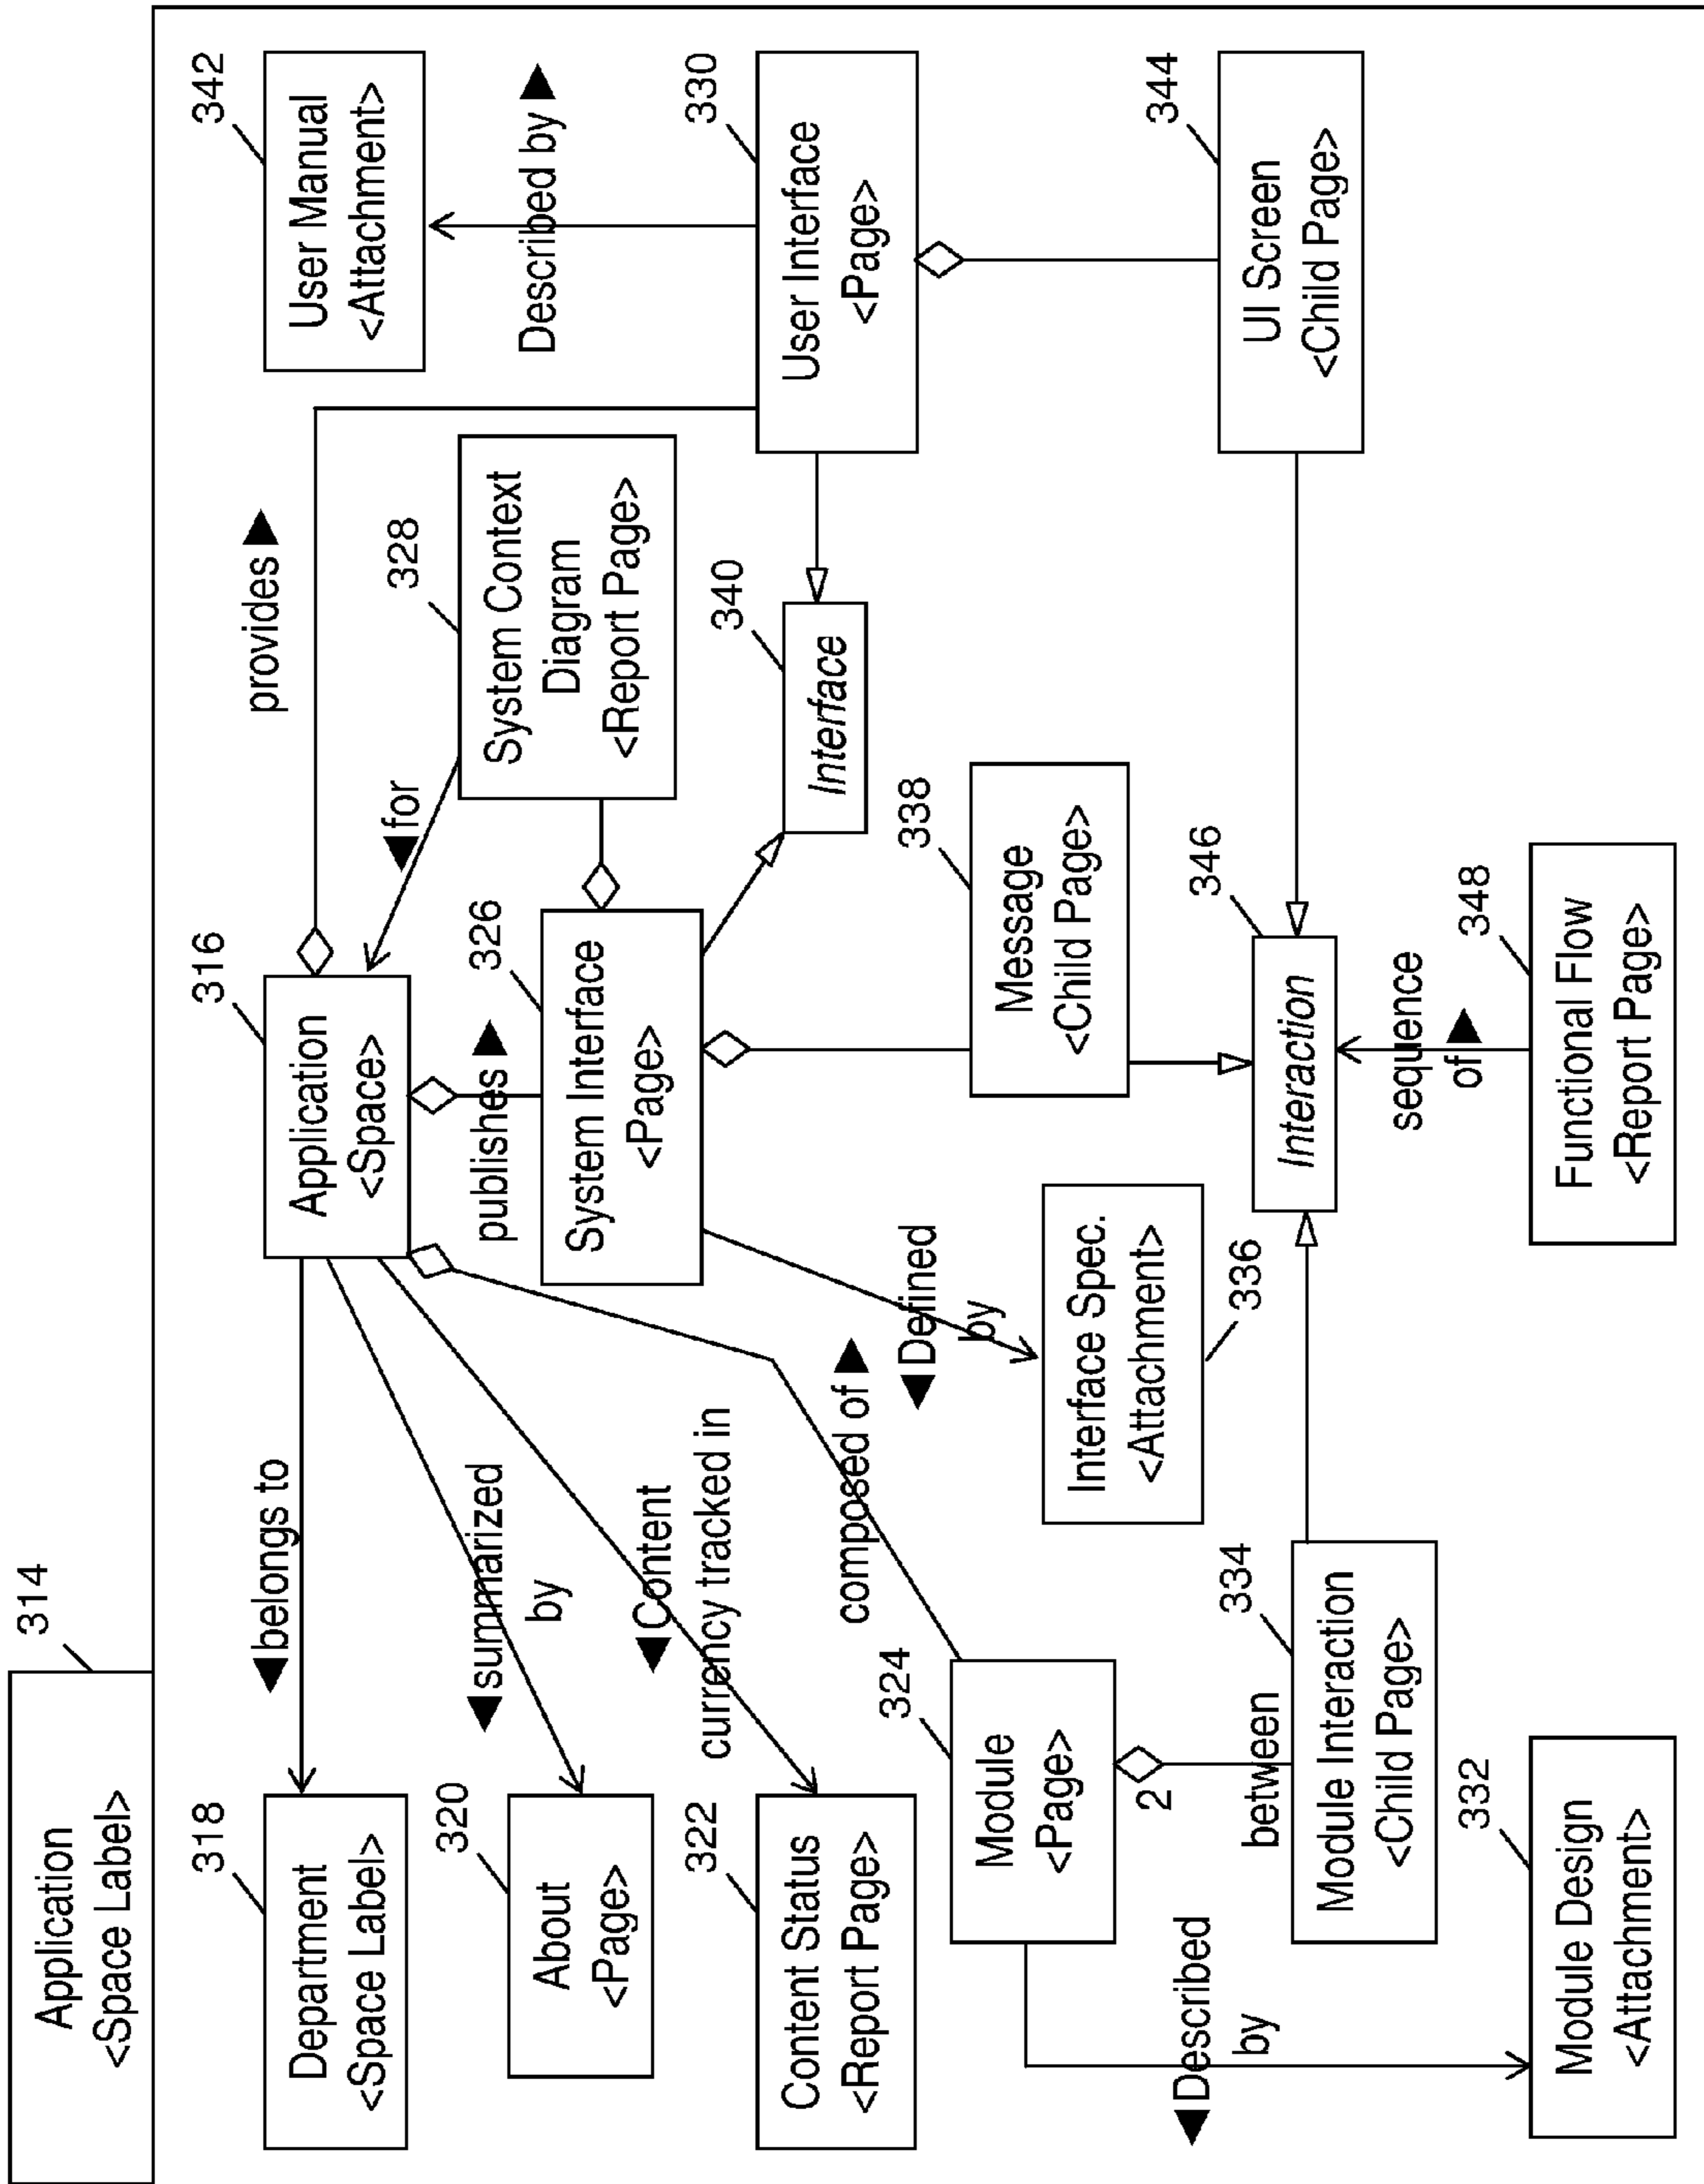 Application
<Space Label>
314
Department
<Space Label>
318
◀belongs to
Application
<Space>
316
provides▶
User Manual
<Attachment>
342
About
<Page>
320
◀summarized
by
publishes▶
◀for
System Context
Diagram
<Report Page>
328
Described by▶
Content Status
<Report Page>
322
◀Content
currency tracked in
System Interface
<Page>
326
Interface
340
User Interface
<Page>
330
Module
<Page>
324
composed of▶
◀Defined
by
Interface Spec.
<Attachment>
336
Message
<Child Page>
338
2
between
◀Described
by
Module Interaction
<Child Page>
334
Interaction
346
UI Screen
<Child Page>
344
sequence
of▶
Module Design
<Attachment>
332
Functional Flow
<Report Page>
348